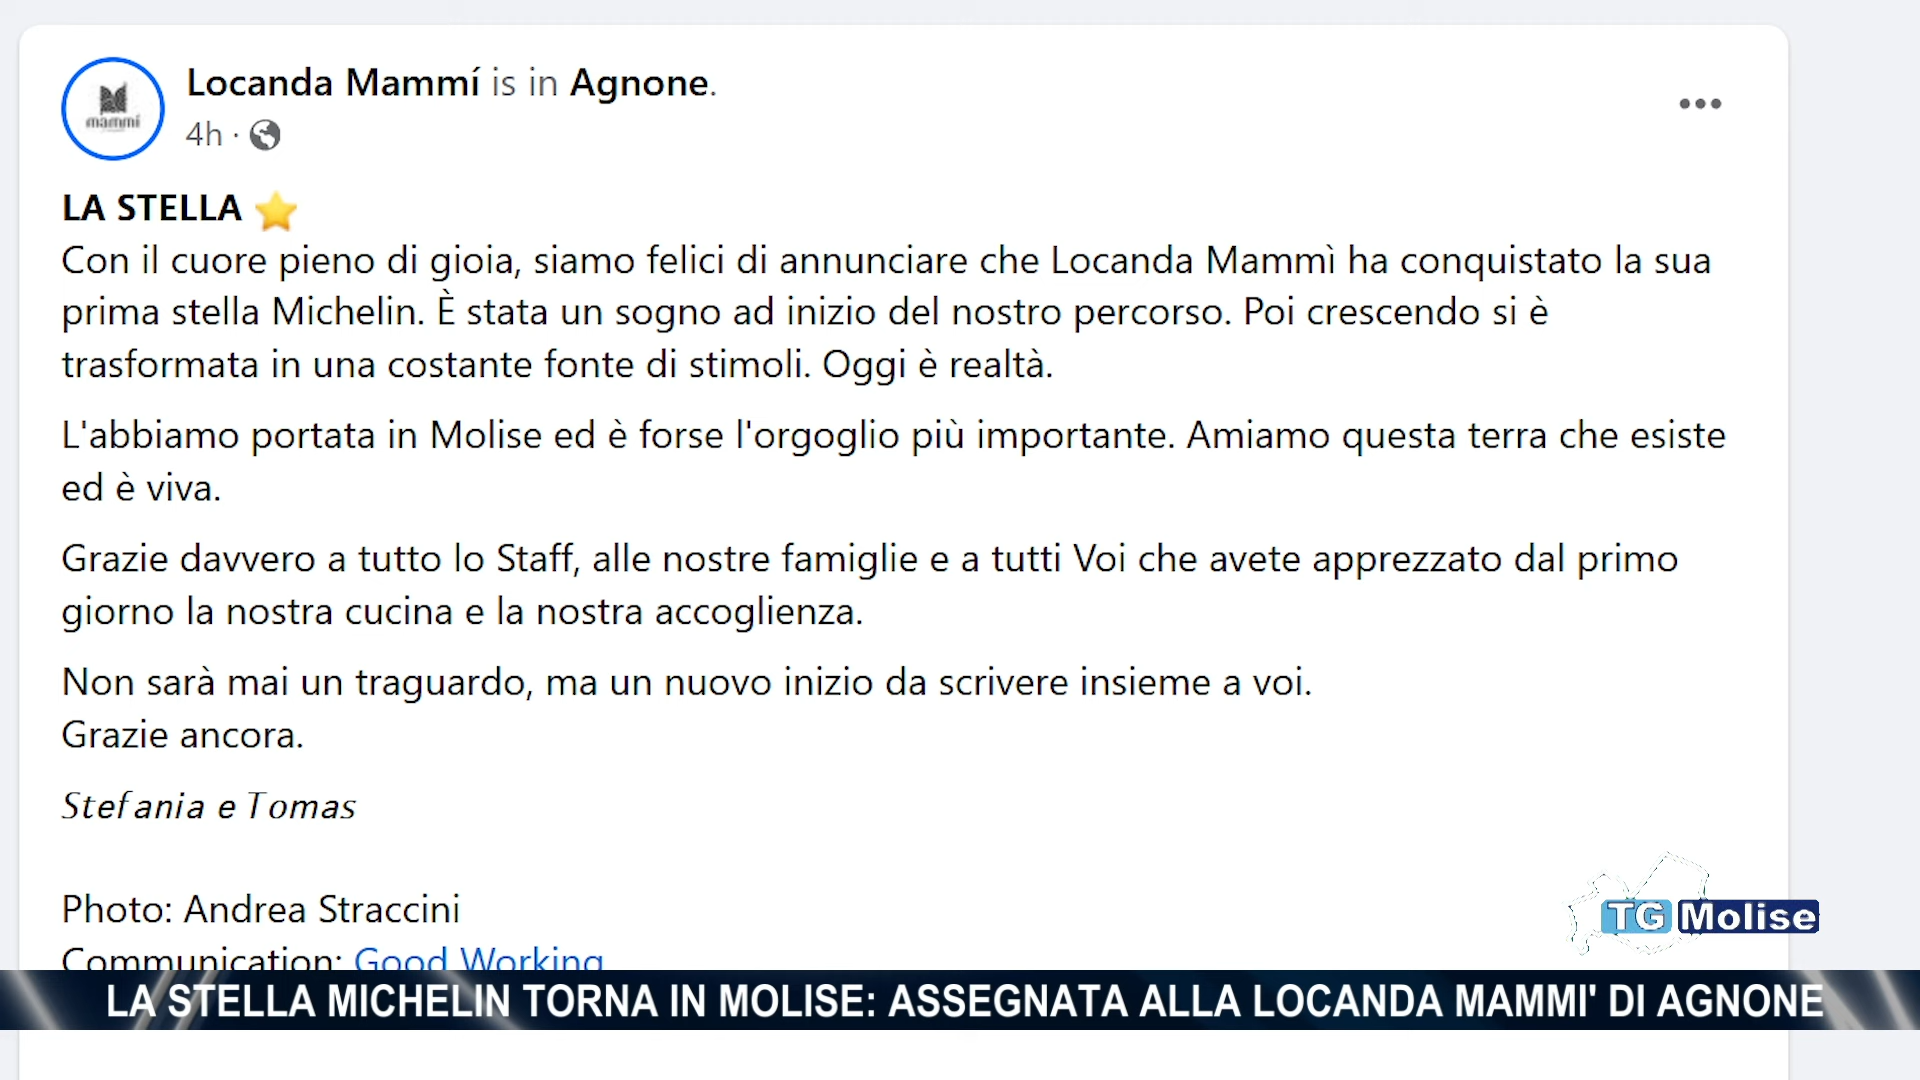 Locanda Mammí is in Agnone.
mammí
4h ·
LA STELLA ⭐
Con il cuore pieno di gioia, siamo felici di annunciare che Locanda Mammì ha conquistato la sua
prima stella Michelin. È stata un sogno ad inizio del nostro percorso. Poi crescendo si è
trasformata in una costante fonte di stimoli. Oggi è realtà.
L'abbiamo portata in Molise ed è forse l'orgoglio più importante. Amiamo questa terra che esiste
ed è viva.
Grazie davvero a tutto lo Staff, alle nostre famiglie e a tutti Voi che avete apprezzato dal primo
giorno la nostra cucina e la nostra accoglienza.
Non sarà mai un traguardo, ma un nuovo inizio da scrivere insieme a voi.
Grazie ancora.
Stefania e Tomas
Photo: Andrea Straccini
TG Molise
Communication: Good Working
LA STELLA MICHELIN TORNA IN MOLISE: ASSEGNATA ALLA LOCANDA MAMMI' DI AGNONE